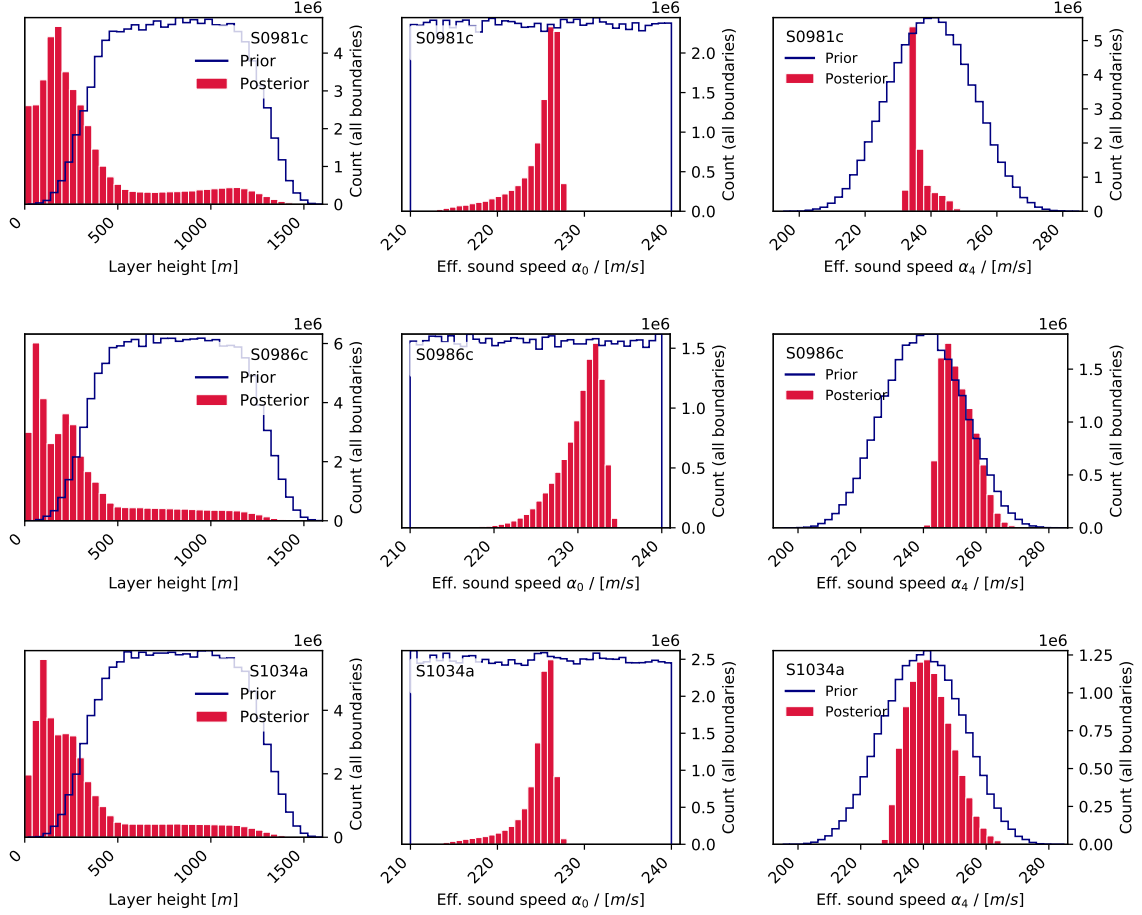 1e6
S0981c
Prior
Posterior
0
1
2
3
4
Count (all boundaries)
0
500
1000
1500
Layer height [m]
S0981c
0.0
0.5
1.0
1.5
2.0
Count (all boundaries)
210
220
230
240
Eff. sound speed α₀ / [m/s]
1e6
S0981c
Prior
Posterior
0
1
2
3
4
5
Count (all boundaries)
200
220
240
260
280
Eff. sound speed α₄ / [m/s]
1e6
S0986c
Prior
Posterior
0
2
4
6
Count (all boundaries)
0
500
1000
1500
Layer height [m]
1e6
S0986c
0.0
0.5
1.0
1.5
Count (all boundaries)
210
220
230
240
Eff. sound speed α₀ / [m/s]
1e6
S0986c
Prior
Posterior
0.0
0.5
1.0
1.5
Count (all boundaries)
200
220
240
260
280
Eff. sound speed α₄ / [m/s]
1e6
S1034a
Prior
Posterior
0
2
4
Count (all boundaries)
0
500
1000
1500
Layer height [m]
1e6
S1034a
0.0
0.5
1.0
1.5
2.0
2.5
Count (all boundaries)
210
220
230
240
Eff. sound speed α₀ / [m/s]
1e6
S1034a
Prior
Posterior
0.00
0.25
0.50
0.75
1.00
1.25
Count (all boundaries)
200
220
240
260
280
Eff. sound speed α₄ / [m/s]